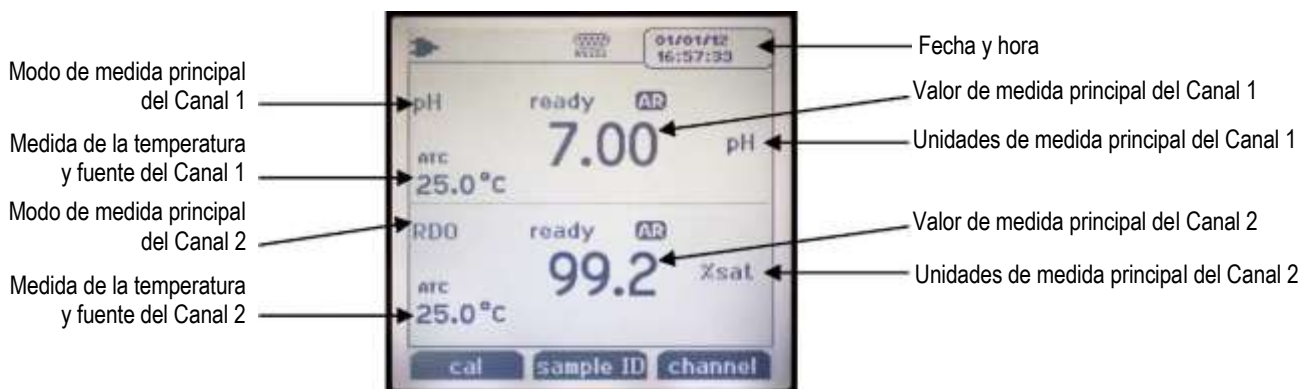 Modo de medida principal
del Canal 1
Medida de la temperatura
y fuente del Canal 1
Modo de medida principal
del Canal 2
Medida de la temperatura
y fuente del Canal 2
01/01/12
16:57:33
pH
ready AR
7.00
pH
ATC
25.0°C
RDO
ready AR
99.2
%sat
ATC
25.0°C
cal
sample ID
channel
Fecha y hora
Valor de medida principal del Canal 1
Unidades de medida principal del Canal 1
Valor de medida principal del Canal 2
Unidades de medida principal del Canal 2